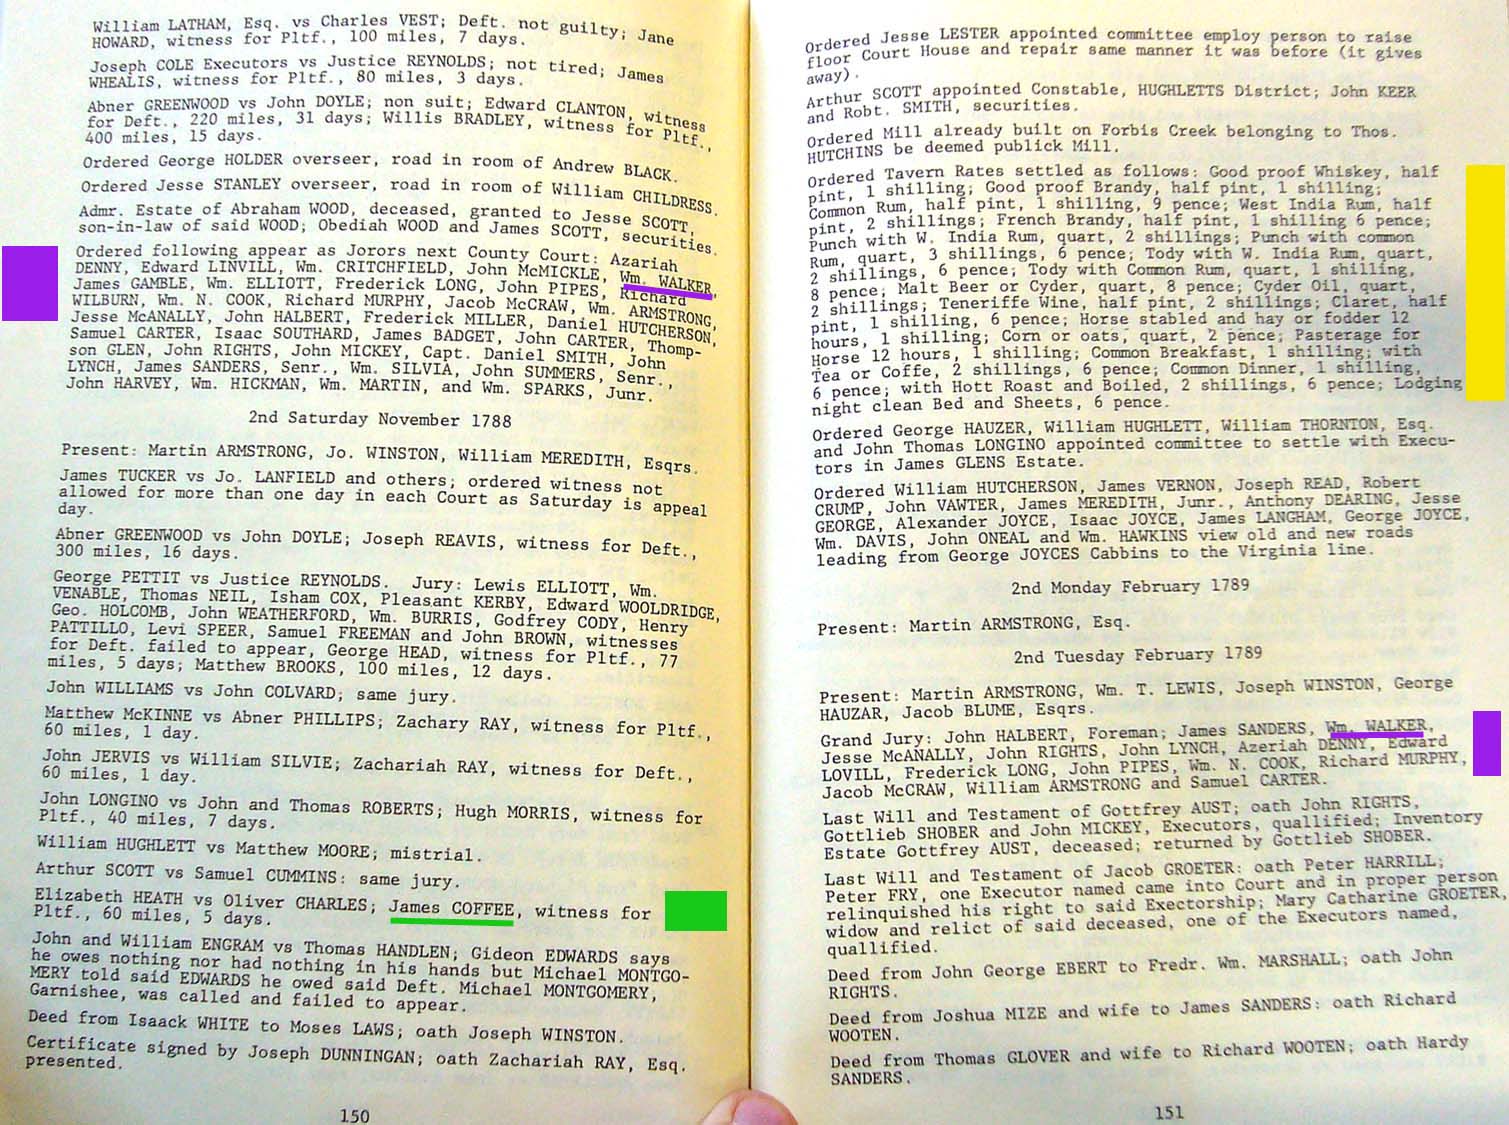 William LATHAM, Esq. vs Charles VEST; Deft. not guilty; Jane
HOWARD, witness for Pltf., 100 miles, 7 days.
Joseph COLE Executors vs Justice REYNOLDS; not tired; James
WHEALIS, witness for Pltf., 80 miles, 3 days.
Abner GREENWOOD vs John DOYLE; non suit; Edward CLANTON, witness
for Deft., 220 miles, 31 days; Willis BRADLEY, witness for Pltf.,
400 miles, 15 days.
Ordered George HOLDER overseer, road in room of Andrew BLACK.
Ordered Jesse STANLEY overseer, road in room of William CHILDRESS.
Admr. Estate of Abraham WOOD, deceased, granted to Jesse SCOTT,
son-in-law of said WOOD; Obediah WOOD and James SCOTT, securities.
Ordered following appear as Jorors next County Court: Azariah
DENNY, Edward LINVILL, Wm. CRITCHFIELD, John McMICKLE, Wm. WALKER,
James GAMBLE, Wm. ELLIOTT, Frederick LONG, John PIPES, Richard
WILBURN, Wm. N. COOK, Richard MURPHY, Jacob McCRAW, Wm. ARMSTRONG,
Jesse McANALLY, John HALBERT, Frederick MILLER, Daniel HUTCHERSON,
Samuel CARTER, Isaac SOUTHARD, James BADGET, John CARTER, Thomp-
son GLEN, John RIGHTS, John MICKEY, Capt. Daniel SMITH, John
LYNCH, James SANDERS, Senr., Wm. SILVIA, John SUMMERS, Senr.,
John HARVEY, Wm. HICKMAN, Wm. MARTIN, and Wm. SPARKS, Junr.
2nd Saturday November 1788
Present: Martin ARMSTRONG, Jo. WINSTON, William MEREDITH, Esqrs.
James TUCKER vs Jo. LANFIELD and others; ordered witness not
allowed for more than one day in each Court as Saturday is appeal
day.
Abner GREENWOOD vs John DOYLE; Joseph REAVIS, witness for Deft.,
300 miles, 16 days.
George PETTIT vs Justice REYNOLDS. Jury: Lewis ELLIOTT, Wm.
VENABLE, Thomas NEIL, Isham COX, Pleasant KERBY, Edward WOOLDRIDGE,
Geo. HOLCOMB, John WEATHERFORD, Wm. BURRIS, Godfrey CODY, Henry
PATTILLO, Levi SPEER, Samuel FREEMAN and John BROWN, witnesses
for Deft. failed to appear, George HEAD, witness for Pltf., 77
miles, 5 days; Matthew BROOKS, 100 miles, 12 days.
John WILLIAMS vs John COLVARD; same jury.
Matthew McKINNE vs Abner PHILLIPS; Zachary RAY, witness for Pltf.,
60 miles, 1 day.
John JERVIS vs William SILVIE; Zachariah RAY, witness for Deft.,
60 miles, 1 day.
John LONGINO vs John and Thomas ROBERTS; Hugh MORRIS, witness for
Pltf., 40 miles, 7 days.
William HUGHLETT vs Matthew MOORE; mistrial.
Arthur SCOTT vs Samuel CUMMINS: same jury.
Elizabeth HEATH vs Oliver CHARLES; James COFFEE, witness for
Pltf., 60 miles, 5 days.
John and William ENGRAM vs Thomas HANDLEN; Gideon EDWARDS says
he owes nothing nor had nothing in his hands but Michael MONTGO-
MERY told said EDWARDS he owed said Deft. Michael MONTGOMERY,
Garnishee, was called and failed to appear.
Deed from Isaack WHITE to Moses LAWS; oath Joseph WINSTON.
Certificate signed by Joseph DUNNINGAN; oath Zachariah RAY, Esq.
presented.
150
Ordered Jesse LESTER appointed committee employ person to raise
floor Court House and repair same manner it was before (it gives
away).
Arthur SCOTT appointed Constable, HUGHLETTS District; John KEER
and Robt. SMITH, securities.
Ordered Mill already built on Forbis Creek belonging to Thos.
HUTCHINS be deemed publick Mill.
Ordered Tavern Rates settled as follows: Good proof Whiskey, half
pint, 1 shilling; Good proof Brandy, half pint, 1 shilling;
Common Rum, half pint, 1 shilling, 9 pence; West India Rum, half
pint, 2 shillings; French Brandy, half pint, 1 shilling 6 pence;
Punch with W. India Rum, quart, 2 shillings; Punch with common
Rum, quart, 3 shillings, 6 pence; Tody with W. India Rum, quart,
2 shillings, 6 pence; Tody with Common Rum, quart, 1 shilling,
8 pence; Malt Beer or Cyder, quart, 8 pence; Cyder Oil, quart,
2 shillings; Teneriffe Wine, half pint, 2 shillings; Claret, half
pint, 1 shilling, 6 pence; Horse stabled and hay or fodder 12
hours, 1 shilling; Corn or oats, quart, 2 pence; Pasterage for
Horse 12 hours, 1 shilling; Common Breakfast, 1 shilling; with
Tea or Coffe, 2 shillings, 6 pence; Common Dinner, 1 shilling,
6 pence; with Hott Roast and Boiled, 2 shillings, 6 pence; Lodging
night clean Bed and Sheets, 6 pence.
Ordered George HAUZER, William HUGHLETT, William THORNTON, Esq.
and John Thomas LONGINO appointed committee to settle with Execu-
tors in James GLENS Estate.
Ordered William HUTCHERSON, James VERNON, Joseph READ, Robert
CRUMP, John VAWTER, James MEREDITH, Junr., Anthony DEARING, Jesse
GEORGE, Alexander JOYCE, Isaac JOYCE, James LANGHAM, George JOYCE,
Wm. DAVIS, John ONEAL and Wm. HAWKINS view old and new roads
leading from George JOYCES Cabbins to the Virginia line.
2nd Monday February 1789
Present: Martin ARMSTRONG, Esq.
2nd Tuesday February 1789
Present: Martin ARMSTRONG, Wm. T. LEWIS, Joseph WINSTON, George
HAUZAR, Jacob BLUME, Esqrs.
Grand Jury: John HALBERT, Foreman; James SANDERS, Wm. WALKER,
Jesse McANALLY, John RIGHTS, John LYNCH, Azeriah DENNY, Edward
LOVILL, Frederick LONG, John PIPES, Wm. N. COOK, Richard MURPHY,
Jacob McCRAW, William ARMSTRONG and Samuel CARTER.
Last Will and Testament of Gottfrey AUST; oath John RIGHTS,
Gottlieb SHOBER and John MICKEY, Executors, quallified; Inventory
Estate Gottfrey AUST, deceased; returned by Gottlieb SHOBER.
Last Will and Testament of Jacob GROETER: oath Peter HARRILL;
Peter FRY, one Executor named came into Court and in proper person
relinquished his right to said Exectorship; Mary Catharine GROETER,
widow and relict of said deceased, one of the Executors named,
quallified.
Deed from John George EBERT to Fredr. Wm. MARSHALL; oath John
RIGHTS.
Deed from Joshua MIZE and wife to James SANDERS: oath Richard
WOOTEN.
Deed from Thomas GLOVER and wife to Richard WOOTEN; oath Hardy
SANDERS.
151